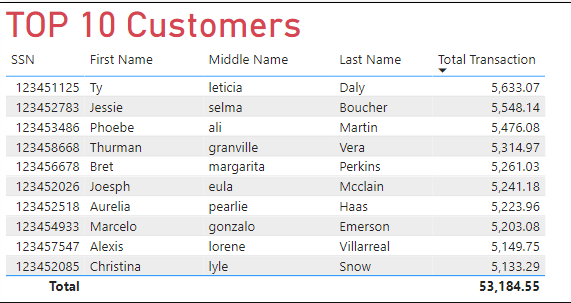 TOP 10 Customers
SSN First Name Middle Name Last Name Total Transaction
123451125 Ty leticia Daly 5,633.07
123452783 Jessie selma Boucher 5,548.14
123453486 Phoebe ali Martin 5,476.08
123458668 Thurman granville Vera 5,314.97
123456678 Bret margarita Perkins 5,261.03
123452026 Joesph eula Mcclain 5,241.18
123452518 Aurelia pearlie Haas 5,223.96
123454933 Marcelo gonzalo Emerson 5,203.08
123457547 Alexis lorene Villarreal 5,149.75
123452085 Christina lyle Snow 5,133.29
Total 53,184.55